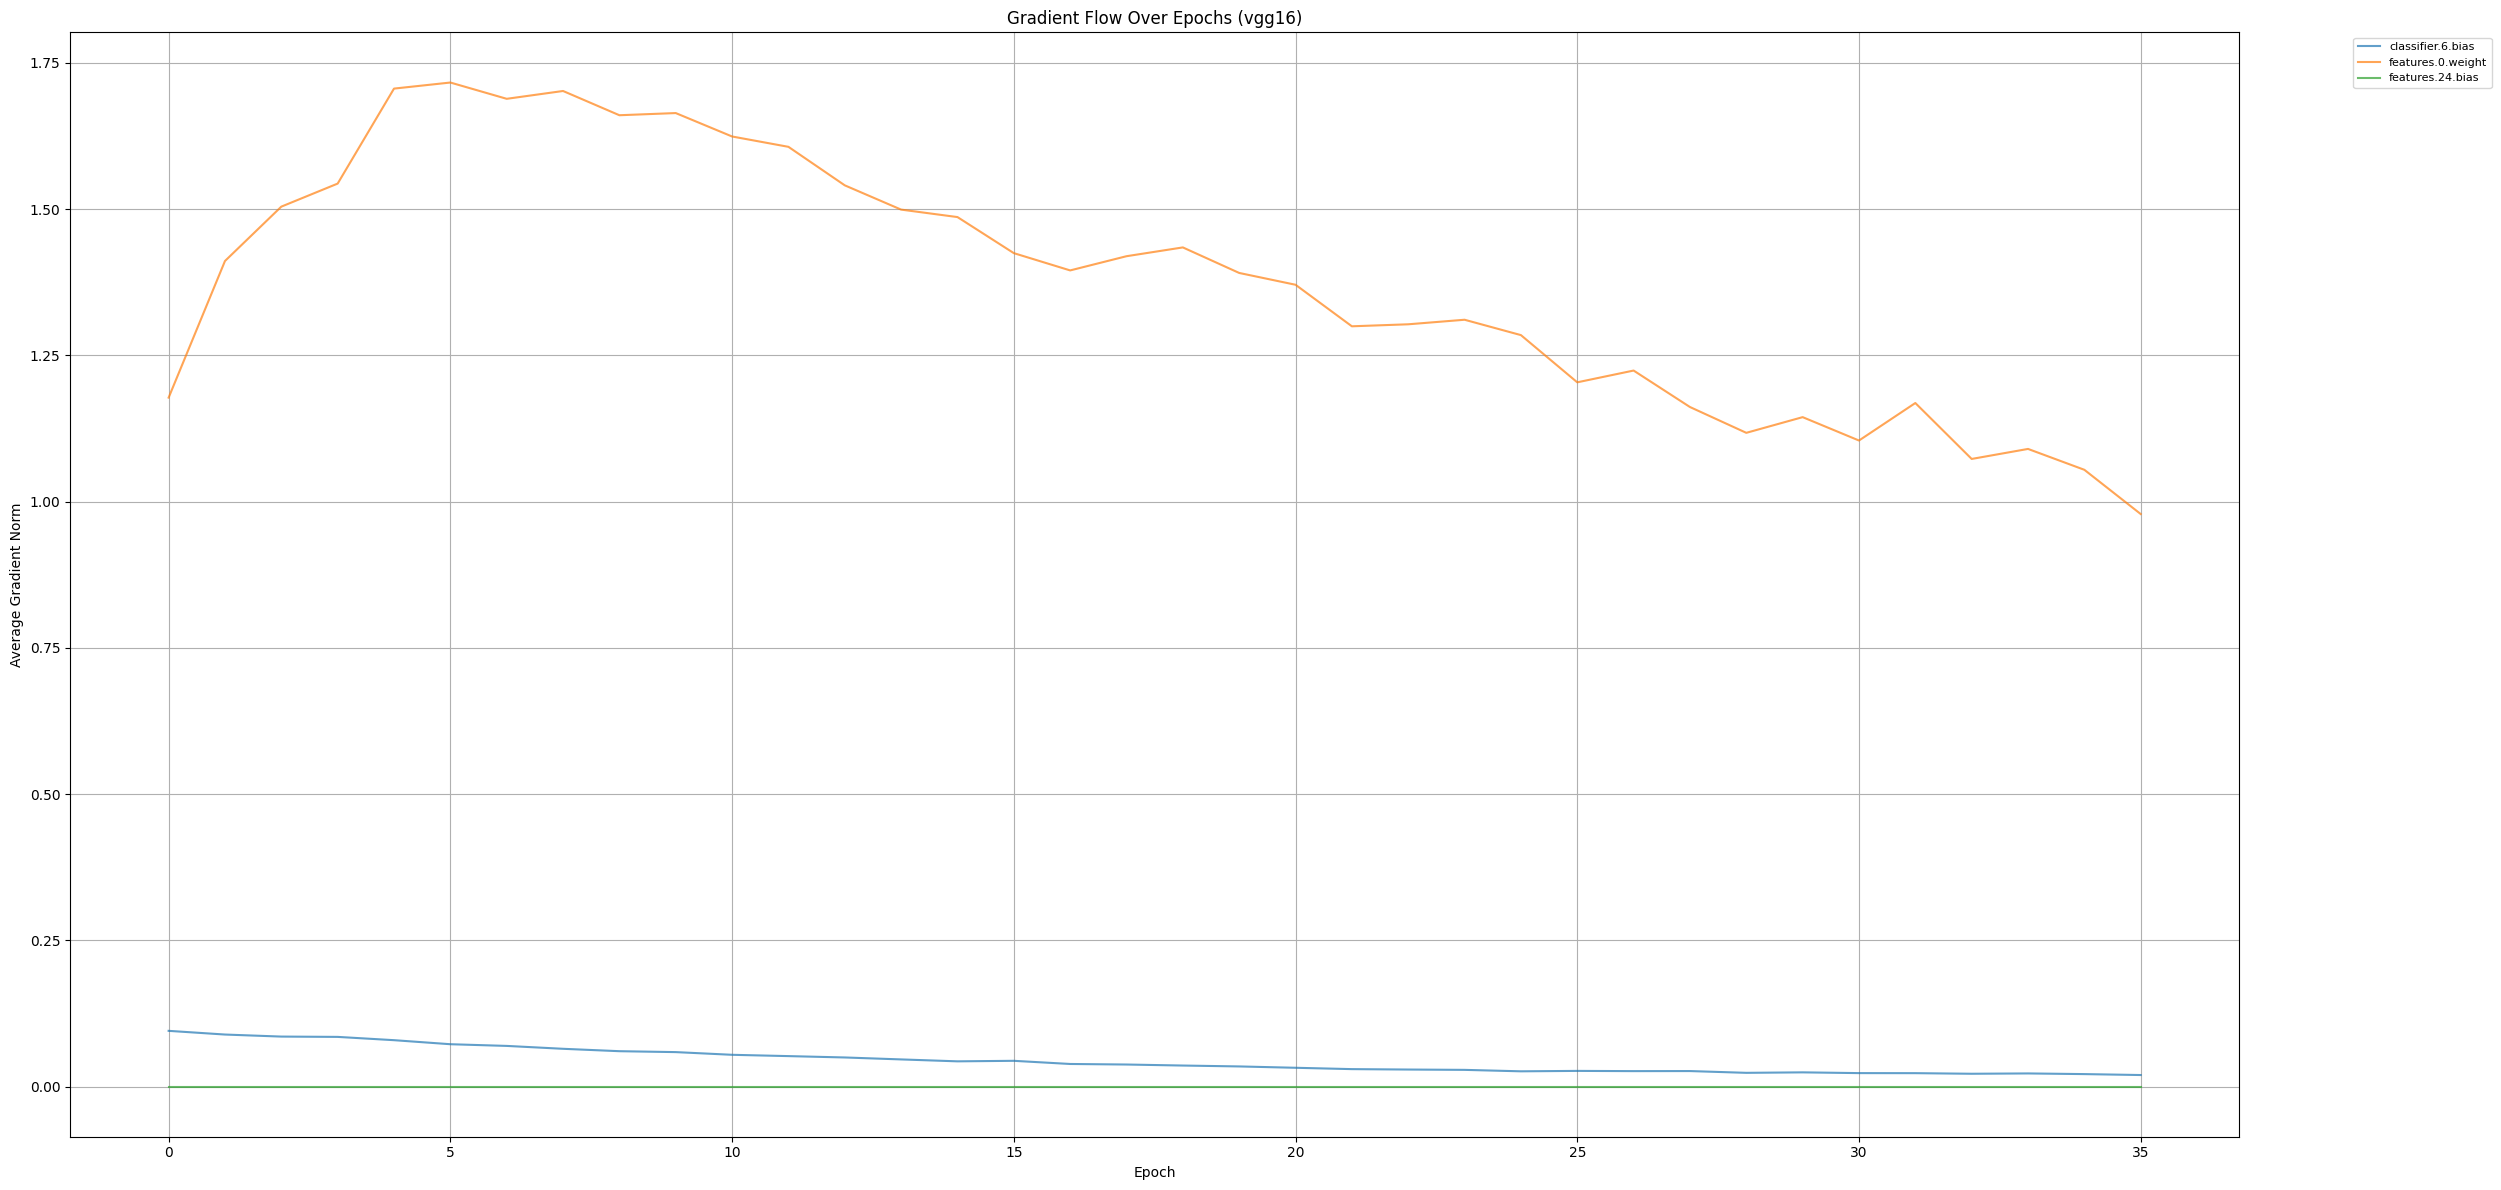 Gradient Flow Over Epochs (vgg16)
classifier.6.bias
features.0.weight
features.24.bias
Average Gradient Norm
1.75
1.50
1.25
1.00
0.75
0.50
0.25
0.00
0 5 10 15 20 25 30 35
Epoch